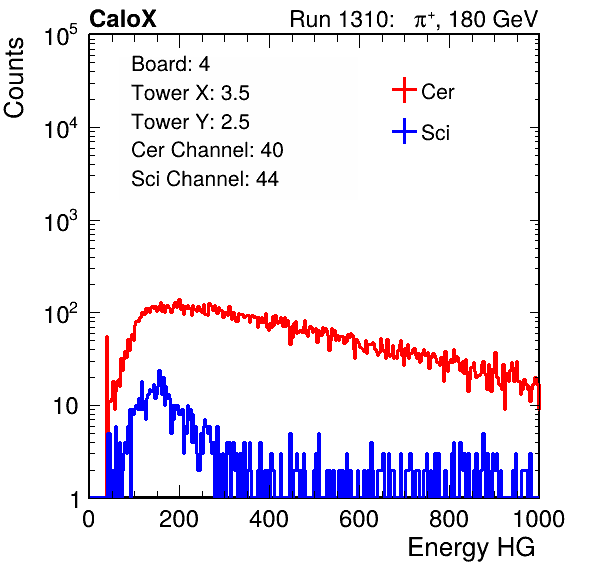 CaloX Run 1310: π⁺, 180 GeV
Counts
10⁵
10⁴
10³
10²
10
1
Board: 4
Tower X: 3.5
Tower Y: 2.5
Cer Channel: 40
Sci Channel: 44
Cer
Sci
0 200 400 600 800 1000
Energy HG